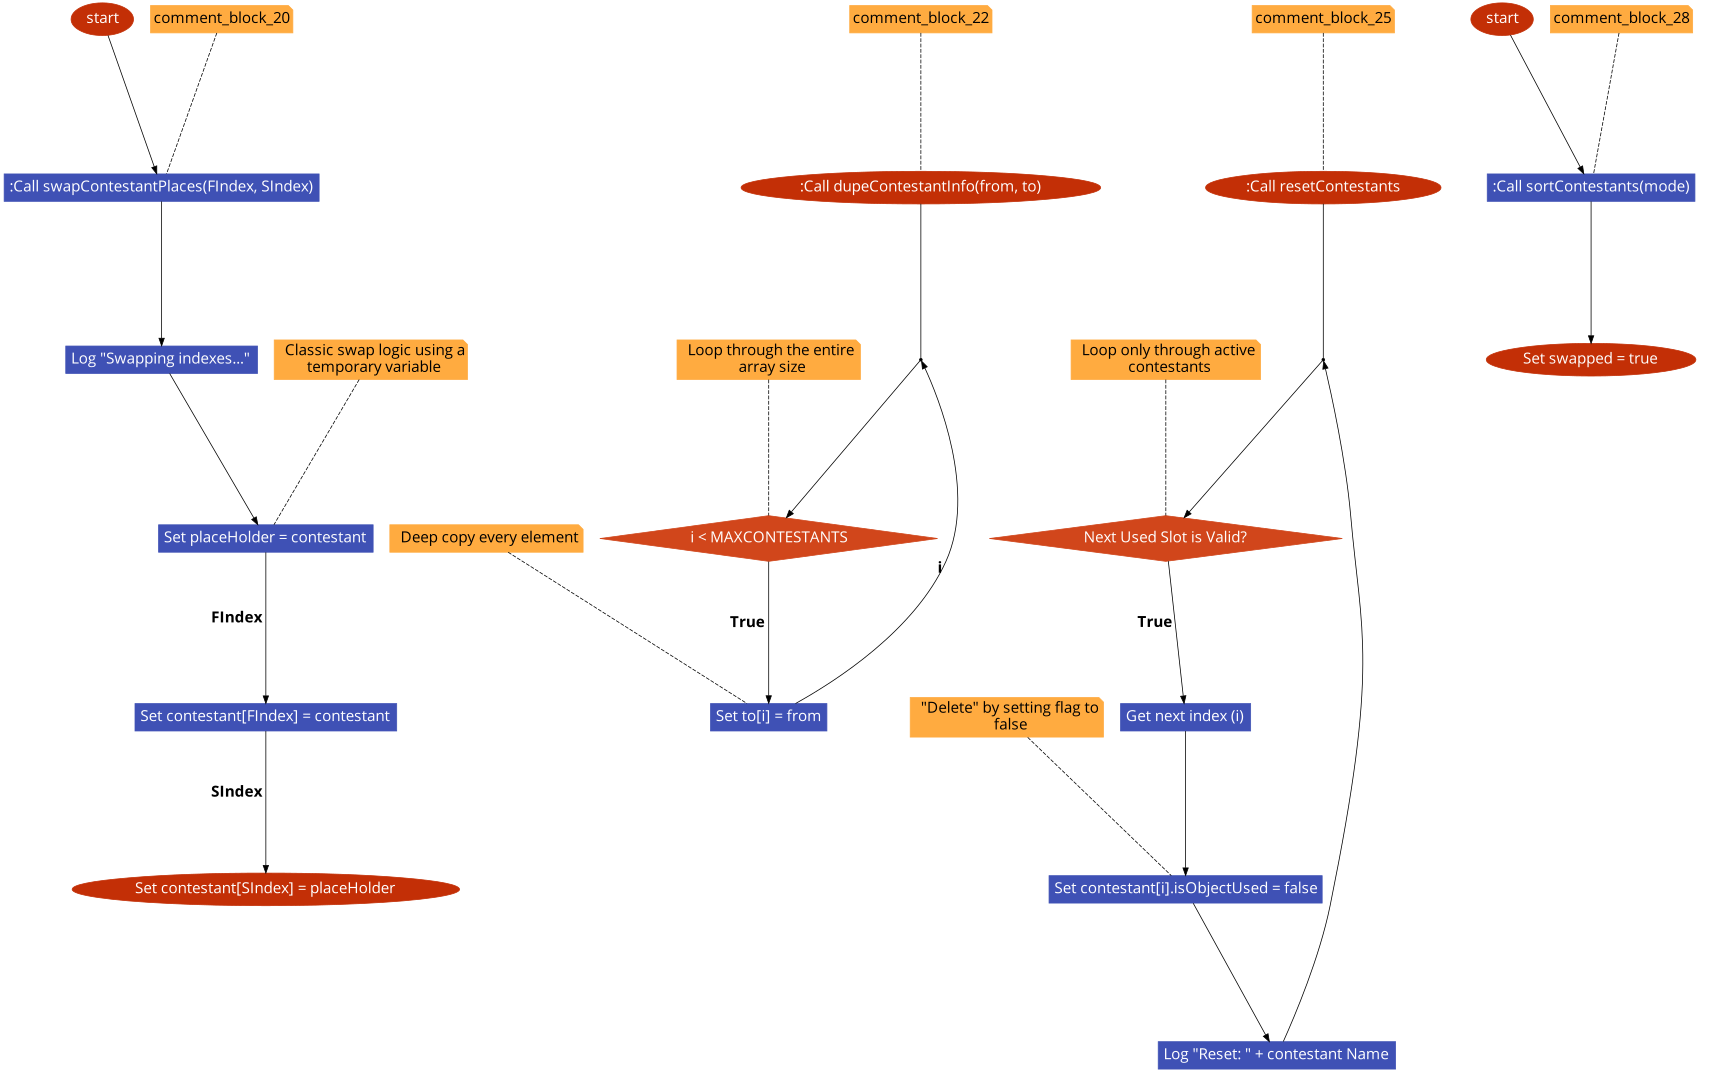 start
comment_block_20
comment_block_22
comment_block_25
start
comment_block_28
:Call swapContestantPlaces(FIndex, SIndex)
:Call dupeContestantInfo(from, to)
:Call resetContestants
:Call sortContestants(mode)
Log "Swapping indexes..."
Classic swap logic using a
temporary variable
Loop through the entire
array size
Loop only through active
contestants
Set swapped = true
Set placeHolder = contestant
Deep copy every element
i < MAXCONTESTANTS
Next Used Slot is Valid?
i
FIndex
True
True
Set contestant[FIndex] = contestant
Set to[i] = from
"Delete" by setting flag to
false
Get next index (i)
SIndex
Set contestant[SIndex] = placeHolder
Set contestant[i].isObjectUsed = false
Log "Reset: " + contestant Name